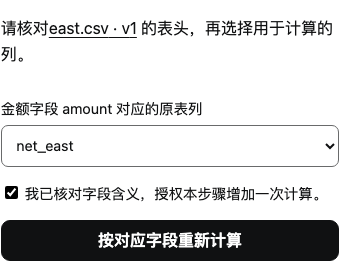 请核对east.csv · v1 的表头，再选择用于计算的
列。
金额字段 amount 对应的原表列
net_east
我已核对字段含义，授权本步骤增加一次计算。
按对应字段重新计算